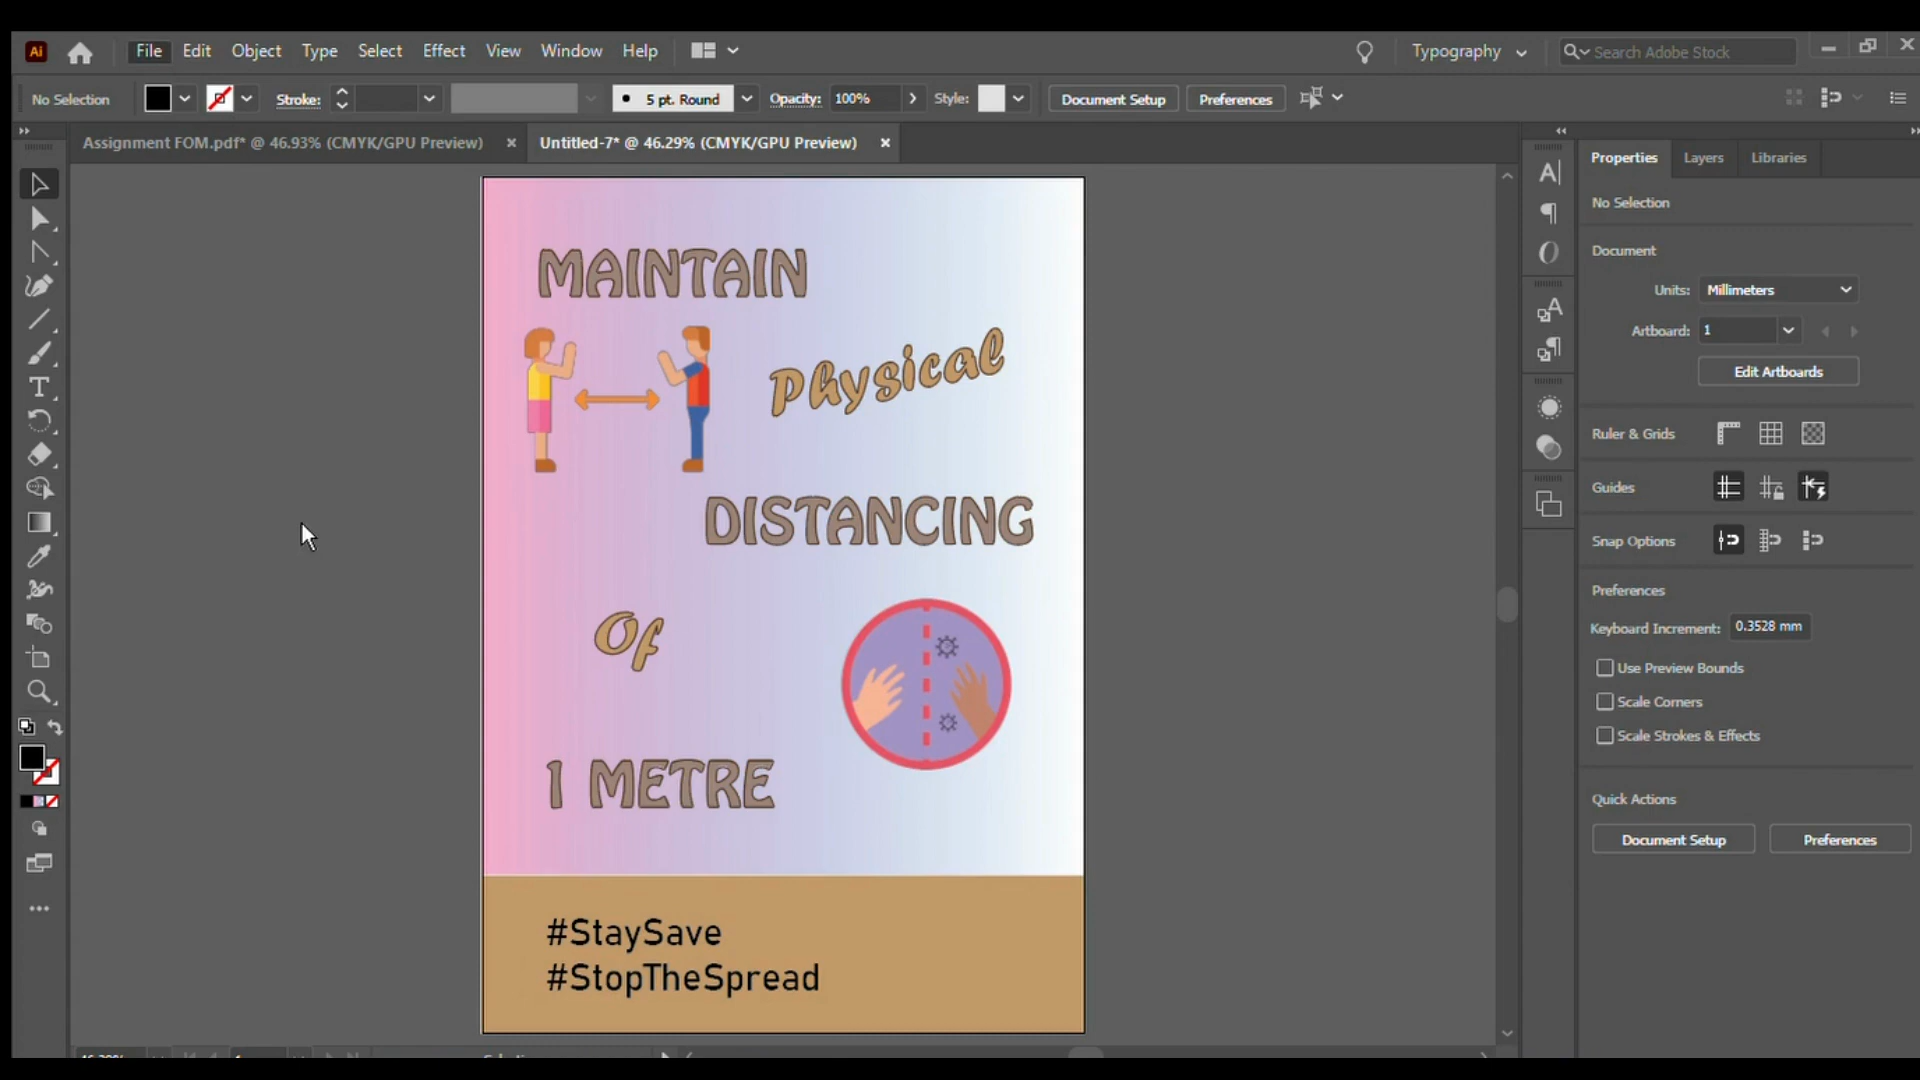 Ai File Edit Object Type Select Effect View Window Help Typography Search Adobe Stock
No Selection Stroke: 5 pt. Round Opacity: 100% Style: Document Setup Preferences
Assignment FOM.pdf* @ 46.93% (CMYK/GPU Preview) Untitled-7* @ 46.29% (CMYK/GPU Preview)
Properties Layers Libraries
No Selection
Document
Units: Millimeters
Artboard: 1
Edit Artboards
Ruler & Grids
Guides
Snap Options
Preferences
Keyboard Increment: 0.3528 mm
Use Preview Bounds
Scale Corners
Scale Strokes & Effects
Quick Actions
Document Setup Preferences
MAINTAIN
Physical
DISTANCING
Of
1 METRE
#StaySave
#StopTheSpread